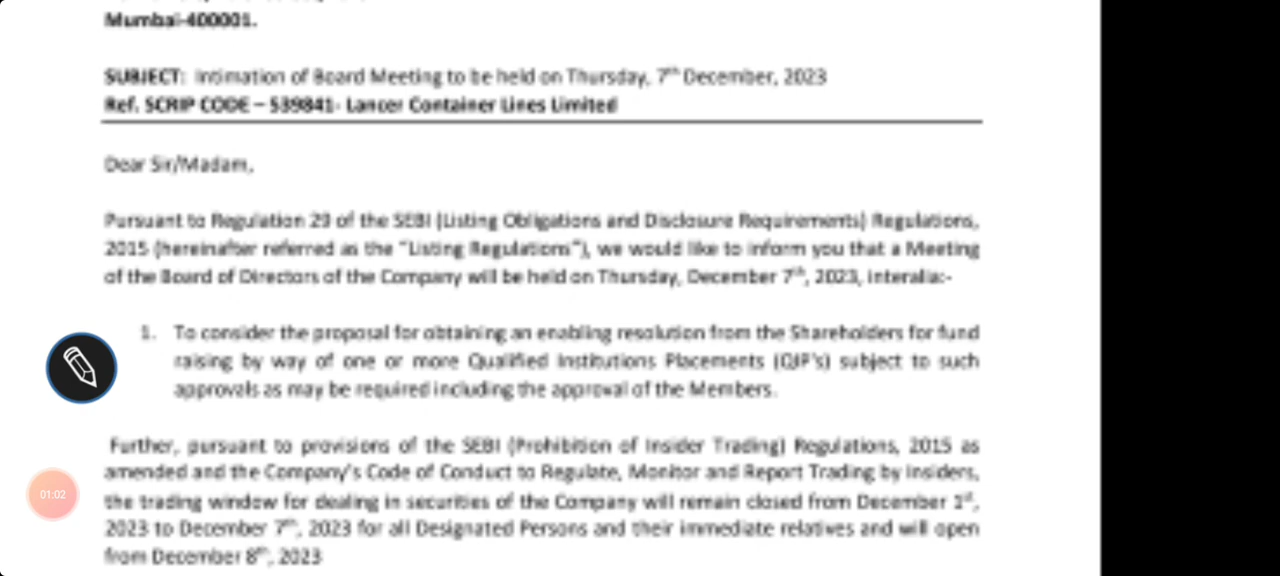 Mumbai-400001.
SUBJECT: Intimation of Board Meeting to be held on Thursday, 7th December, 2023
Ref. SCRIP CODE – 539841- Lancer Container Lines Limited
Dear Sir/Madam,
Pursuant to Regulation 29 of the SEBI (Listing Obligations and Disclosure Requirements) Regulations,
2015 (hereinafter referred as the "Listing Regulations"), we would like to inform you that a Meeting
of the Board of Directors of the Company will be held on Thursday, December 7th, 2023, interalia:-
1. To consider the proposal for obtaining an enabling resolution from the Shareholders for fund
raising by way of one or more Qualified Institutions Placements (QIP's) subject to such
approvals as may be required including the approval of the Members.
Further, pursuant to provisions of the SEBI (Prohibition of Insider Trading) Regulations, 2015 as
amended and the Company's Code of Conduct to Regulate, Monitor and Report Trading by Insiders,
the trading window for dealing in securities of the Company will remain closed from December 1st,
01:02
2023 to December 7th, 2023 for all Designated Persons and their immediate relatives and will open
from December 8th, 2023